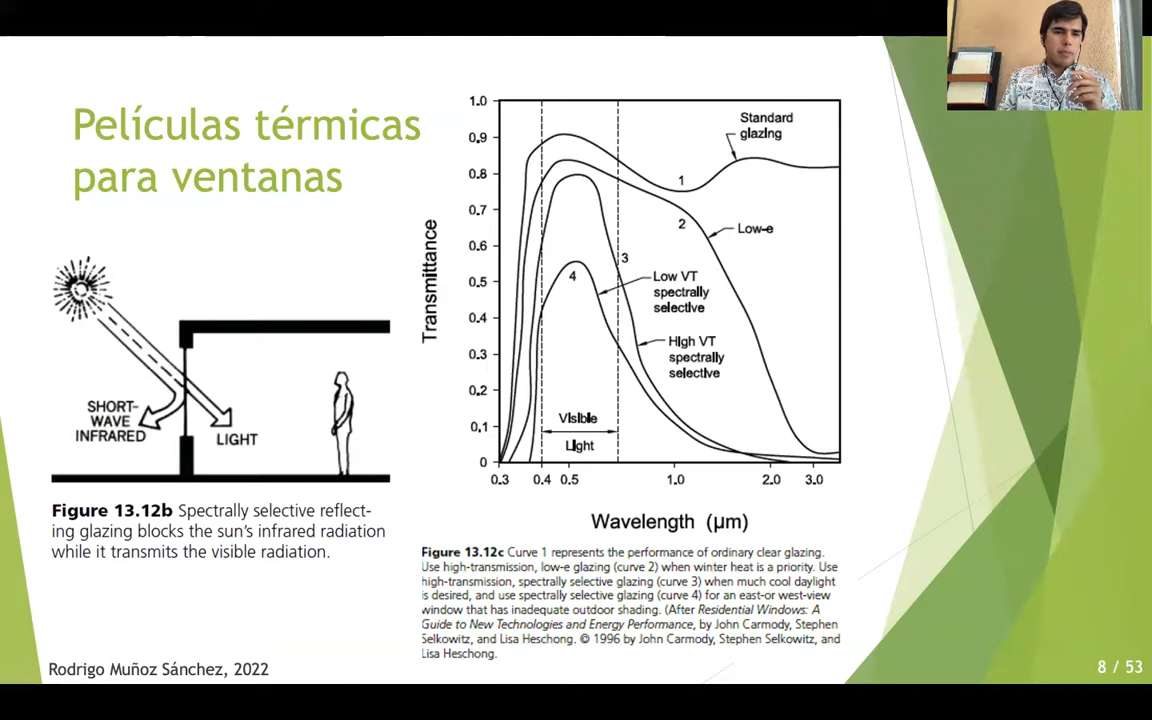 Películas térmicas
para ventanas
SHORT-
WAVE
INFRARED
LIGHT
Figure 13.12b Spectrally selective reflect-
ing glazing blocks the sun's infrared radiation
while it transmits the visible radiation.
Transmittance
1.0
0.9
0.8
0.7
0.6
0.5
0.4
0.3
0.2
0.1
0
Standard
glazing
1
2
Low-e
3
4
Low VT
spectrally
selective
High VT
spectrally
selective
Visible
Light
0.3 0.4 0.5 1.0 2.0 3.0
Wavelength (μm)
Figure 13.12c Curve 1 represents the performance of ordinary clear glazing.
Use high-transmission, low-e glazing (curve 2) when winter heat is a priority. Use
high-transmission, spectrally selective glazing (curve 3) when much cool daylight
is desired, and use spectrally selective glazing (curve 4) for an east-or west-view
window that has inadequate outdoor shading. (After Residential Windows: A
Guide to New Technologies and Energy Performance, by John Carmody, Stephen
Selkowitz, and Lisa Heschong. © 1996 by John Carmody, Stephen Selkowitz, and
Lisa Heschong.
Rodrigo Muñoz Sánchez, 2022
8 / 53